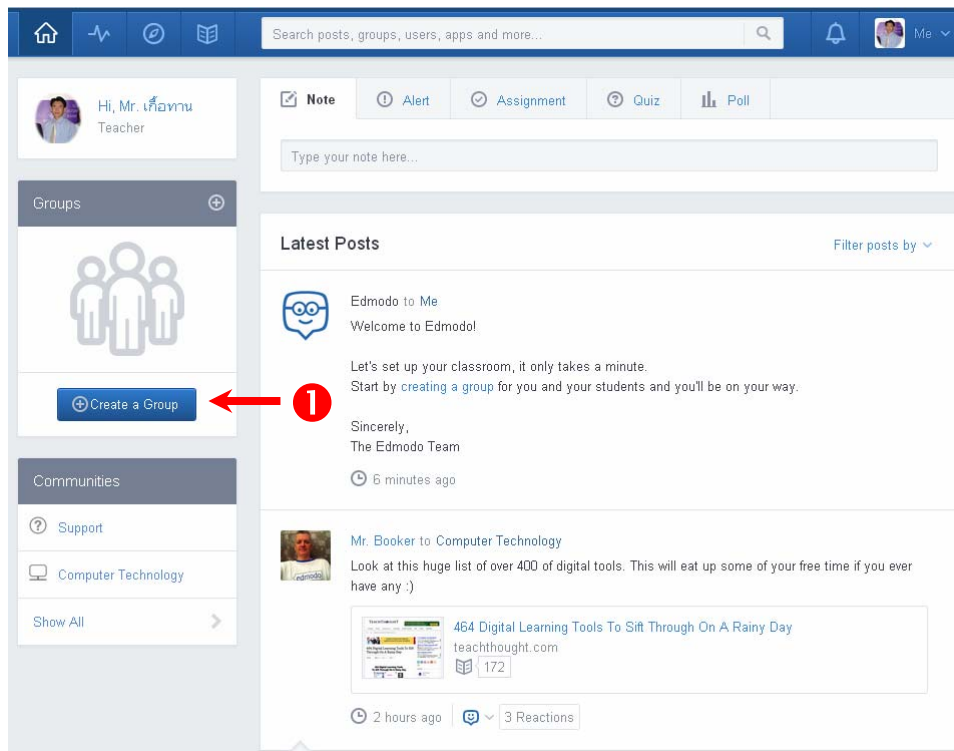 Search posts, groups, users, apps and more...
Me
Hi, Mr. เกื้อทาน
Teacher
Groups
Create a Group
Communities
Support
Computer Technology
Show All
Note
Alert
Assignment
Quiz
Poll
Type your note here...
Latest Posts
Filter posts by
Edmodo to Me
Welcome to Edmodo!
Let's set up your classroom, it only takes a minute.
Start by creating a group for you and your students and you'll be on your way.
Sincerely,
The Edmodo Team
6 minutes ago
1
Mr. Booker to Computer Technology
Look at this huge list of over 400 of digital tools. This will eat up some of your free time if you ever
have any :)
464 Digital Learning Tools To Sift Through On A Rainy Day
teachthought.com
172
2 hours ago
3 Reactions